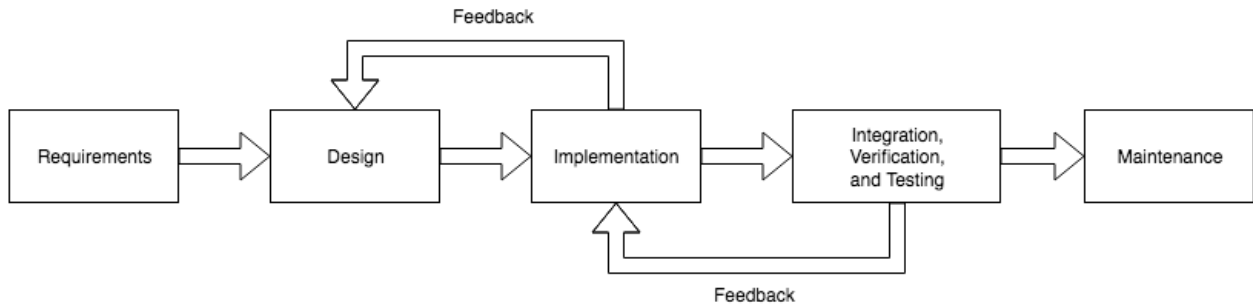 Feedback
Requirements
Design
Implementation
Integration,
Verification,
and Testing
Maintenance
Feedback